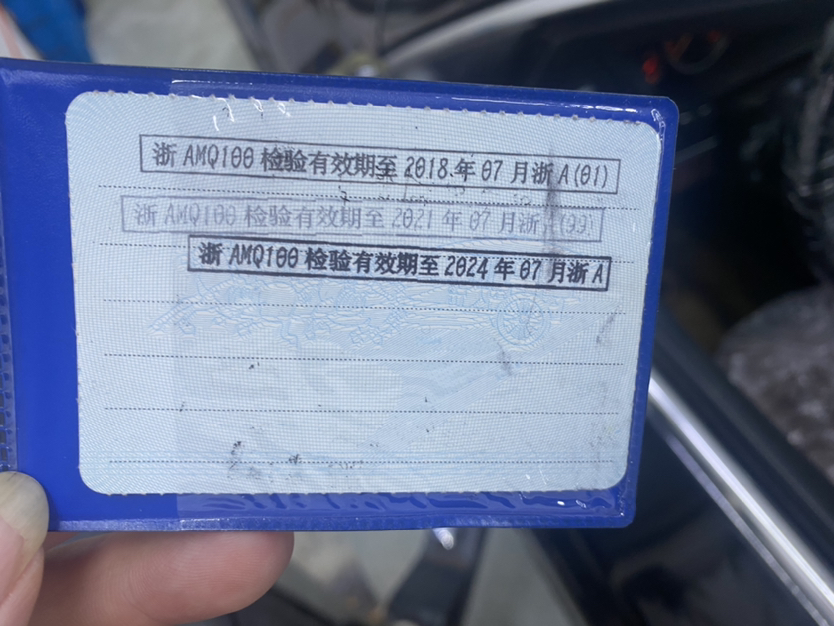 浙 AMQ100 检验有效期至 2018.年 07 月浙 A(01)
浙 AMQ100 检验有效期至 2021 年 07 月浙 A(99)
浙 AMQ100 检验有效期至 2024 年 07 月浙 A